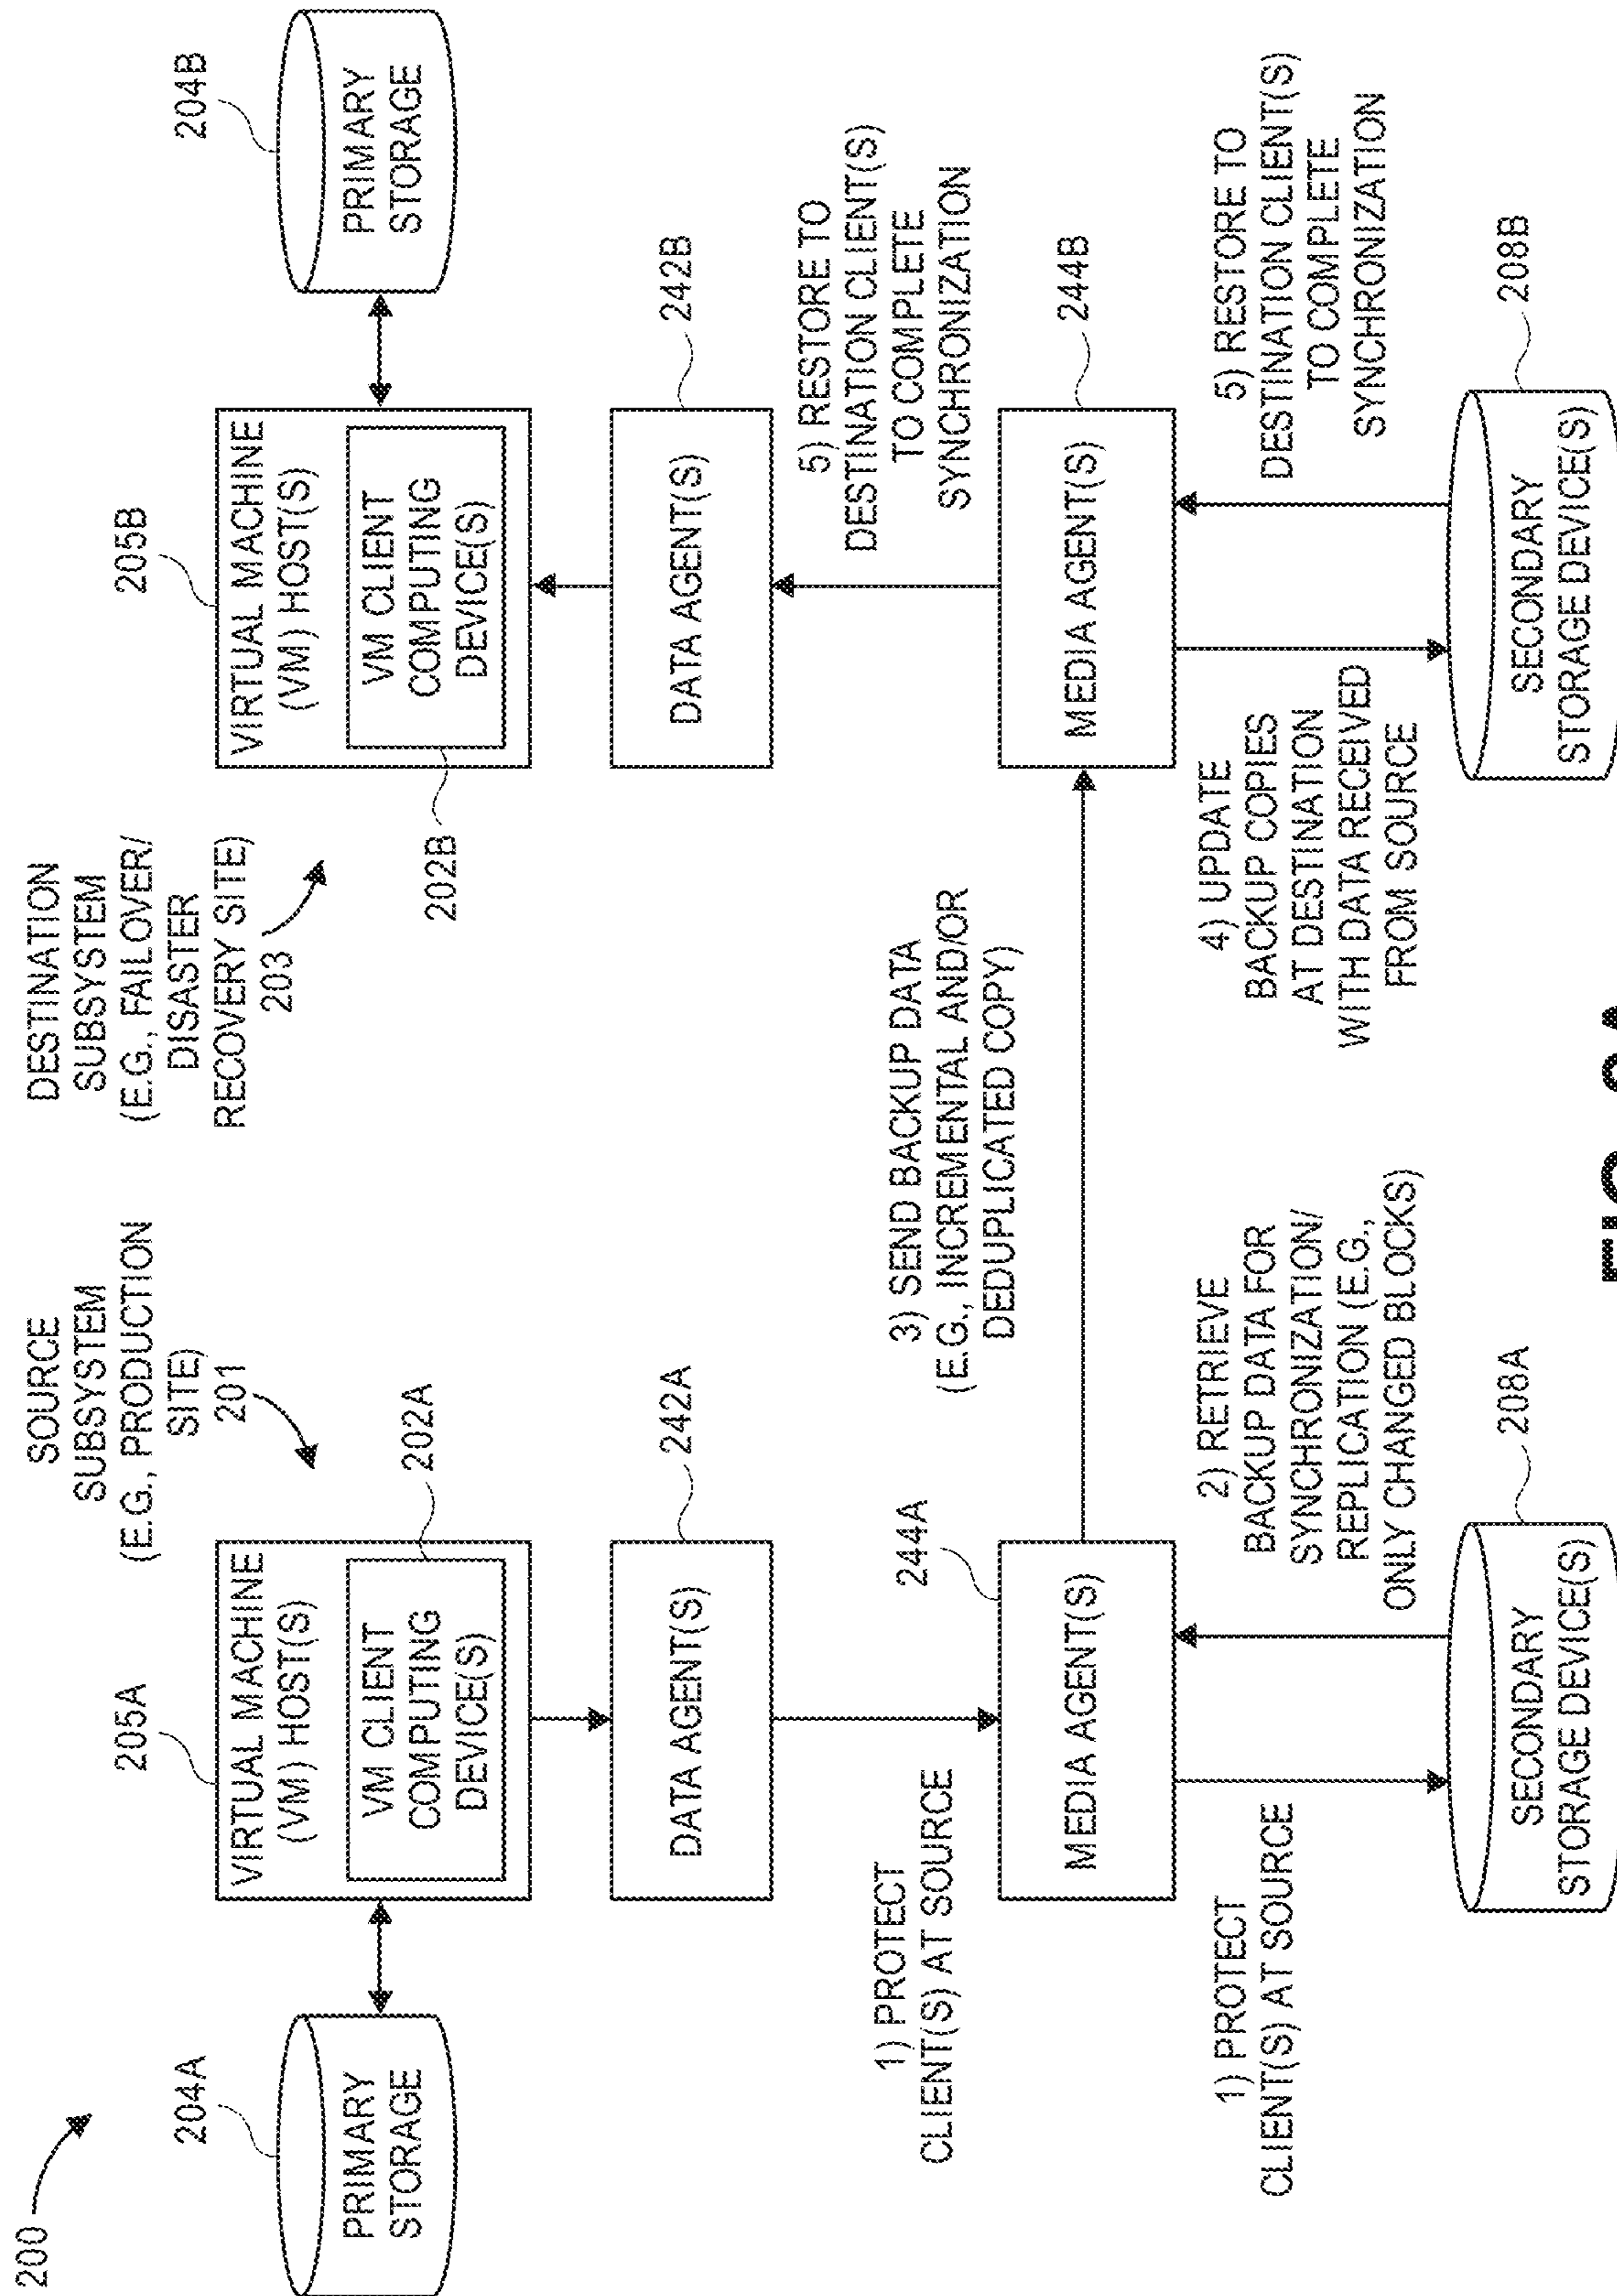 200
SOURCE
SUBSYSTEM
(E.G., PRODUCTION
SITE)
201
DESTINATION
SUBSYSTEM
(E.G., FAILOVER/
DISASTER
RECOVERY SITE)
203
204A
PRIMARY
STORAGE
205A
VIRTUAL MACHINE
(VM) HOST(S)
VM CLIENT
COMPUTING
DEVICE(S)
202A
202B
205B
VIRTUAL MACHINE
(VM) HOST(S)
VM CLIENT
COMPUTING
DEVICE(S)
204B
PRIMARY
STORAGE
DATA AGENT(S)
242A
DATA AGENT(S)
242B
1) PROTECT
CLIENT(S) AT SOURCE
244A
3) SEND BACKUP DATA
(E.G., INCREMENTAL AND/OR
DEDUPLICATED COPY)
5) RESTORE TO
DESTINATION CLIENT(S)
TO COMPLETE
SYNCHRONIZATION
MEDIA AGENT(S)
MEDIA AGENT(S)
244B
1) PROTECT
CLIENT(S) AT SOURCE
2) RETRIEVE
BACKUP DATA FOR
SYNCHRONIZATION/
REPLICATION (E.G.,
ONLY CHANGED BLOCKS)
4) UPDATE
BACKUP COPIES
AT DESTINATION
WITH DATA RECEIVED
FROM SOURCE
5) RESTORE TO
DESTINATION CLIENT(S)
TO COMPLETE
SYNCHRONIZATION
SECONDARY
STORAGE DEVICE(S)
208A
SECONDARY
STORAGE DEVICE(S)
208B